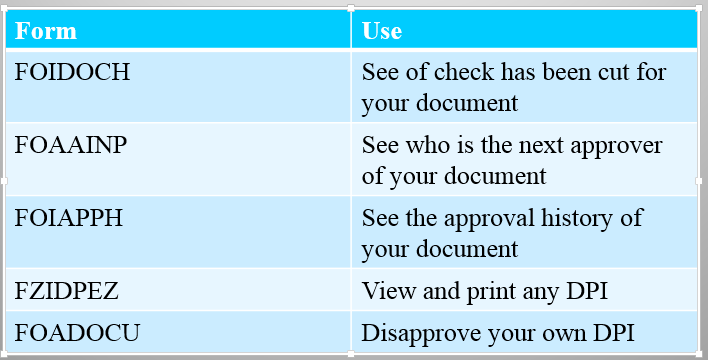 Form Use
FOIDOCH See of check has been cut for
your document
FOAAINP See who is the next approver
of your document
FOIAPPH See the approval history of
your document
FZIDPEZ View and print any DPI
FOADOCU Disapprove your own DPI